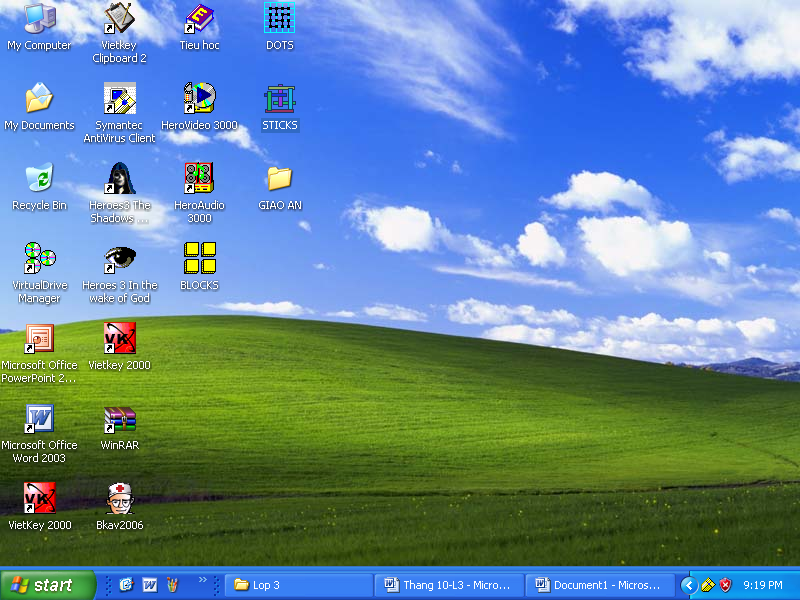 My Computer
Vietkey
Clipboard 2
Tieu hoc
DOTS
My Documents
Symantec
AntiVirus Client
HeroVideo 3000
STICKS
Recycle Bin
Heroes3 The
Shadows ...
HeroAudio
3000
GIAO AN
VirtualDrive
Manager
Heroes 3 In the
wake of God
BLOCKS
Microsoft Office
PowerPoint 2...
Vietkey 2000
Microsoft Office
Word 2003
WinRAR
VietKey 2000
Bkav2006
start
Lop 3
Thang 10-L3 - Micro...
Document1 - Micros...
9:19 PM